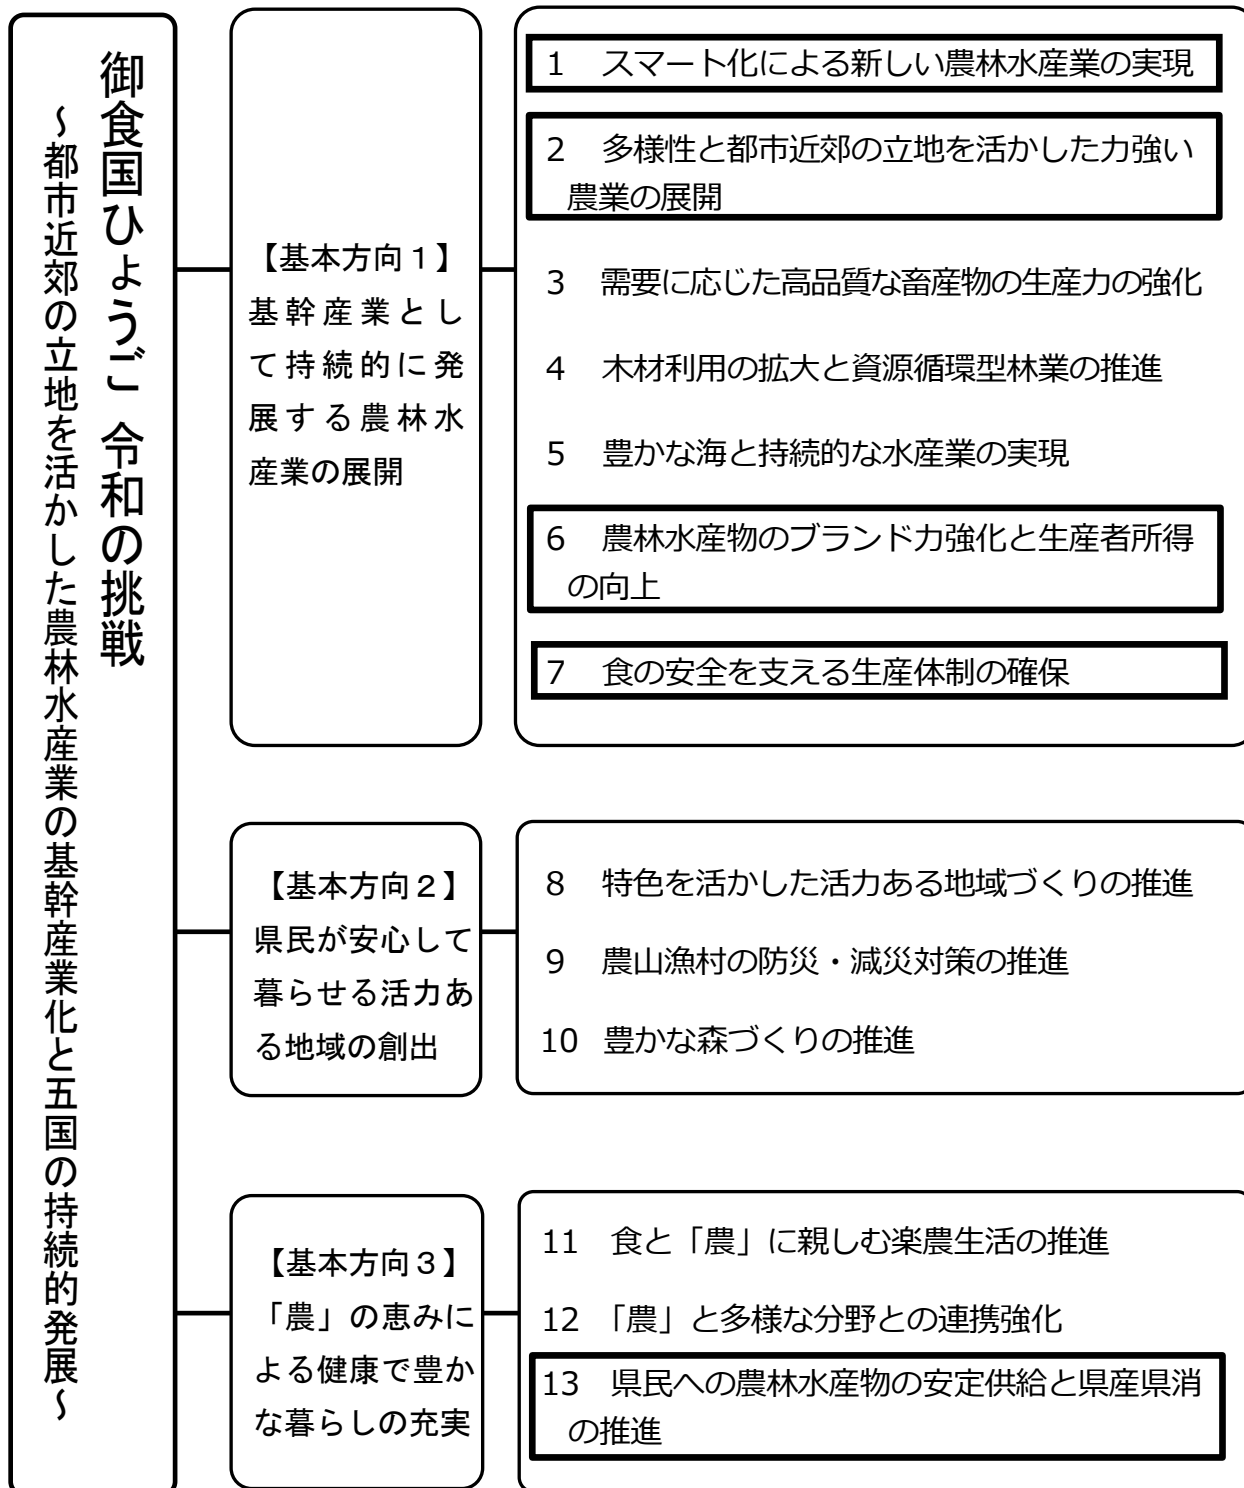 御食国ひょうご 令和の挑戦
～都市近郊の立地を活かした農林水産業の基幹産業化と五国の持続的発展～
【基本方向１】
基幹産業とし
て持続的に発
展する農林水
産業の展開
1 スマート化による新しい農林水産業の実現
2 多様性と都市近郊の立地を活かした力強い
農業の展開
3 需要に応じた高品質な畜産物の生産力の強化
4 木材利用の拡大と資源循環型林業の推進
5 豊かな海と持続的な水産業の実現
6 農林水産物のブランド力強化と生産者所得
の向上
7 食の安全を支える生産体制の確保
【基本方向２】
県民が安心して
暮らせる活力あ
る地域の創出
8 特色を活かした活力ある地域づくりの推進
9 農山漁村の防災・減災対策の推進
10 豊かな森づくりの推進
【基本方向３】
「農」の恵みに
よる健康で豊か
な暮らしの充実
11 食と「農」に親しむ楽農生活の推進
12 「農」と多様な分野との連携強化
13 県民への農林水産物の安定供給と県産県消
の推進